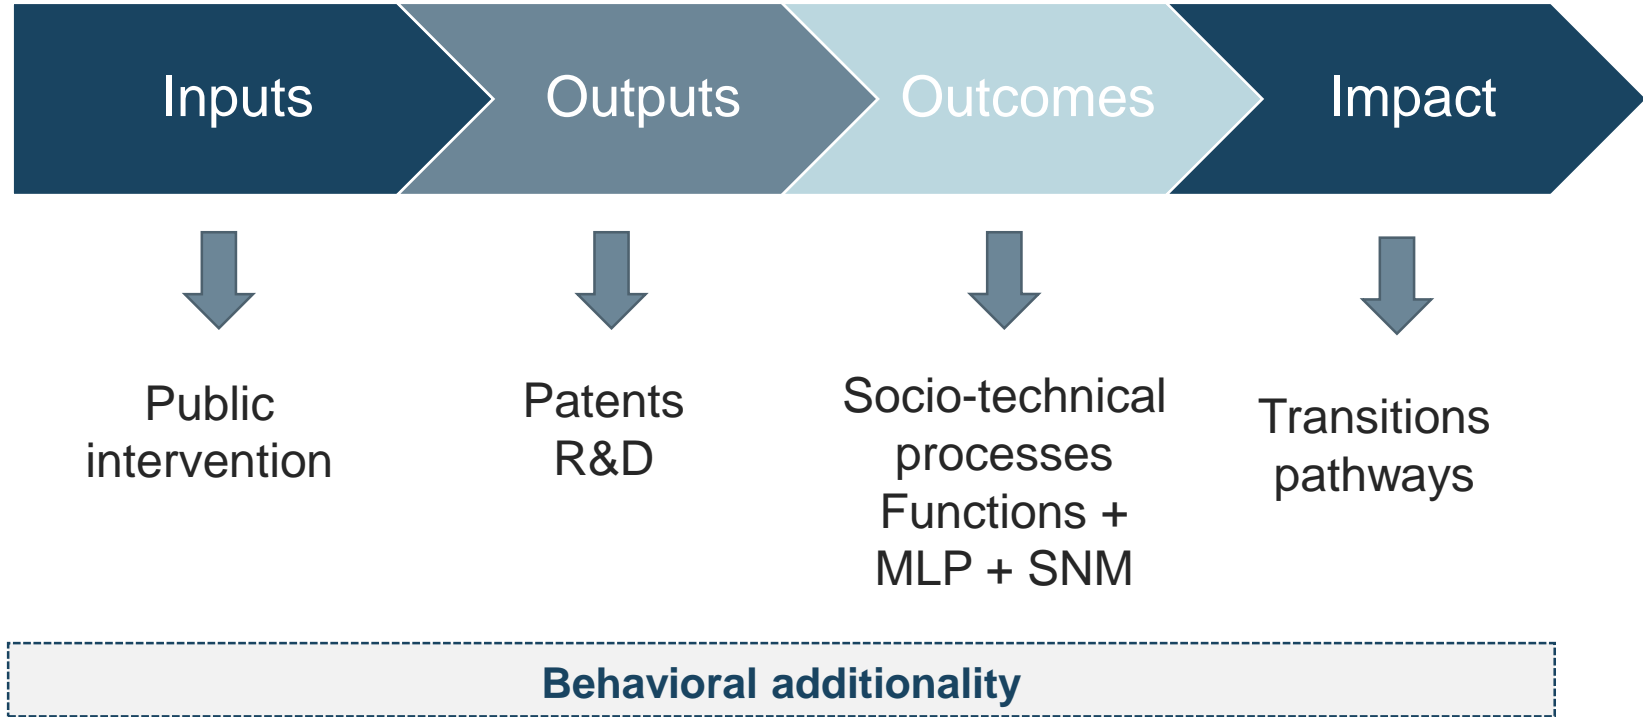 Inputs
Outputs
Outcomes
Impact
Public
intervention
Patents
R&D
Socio-technical
processes
Functions +
MLP + SNM
Transitions
pathways
Behavioral additionality